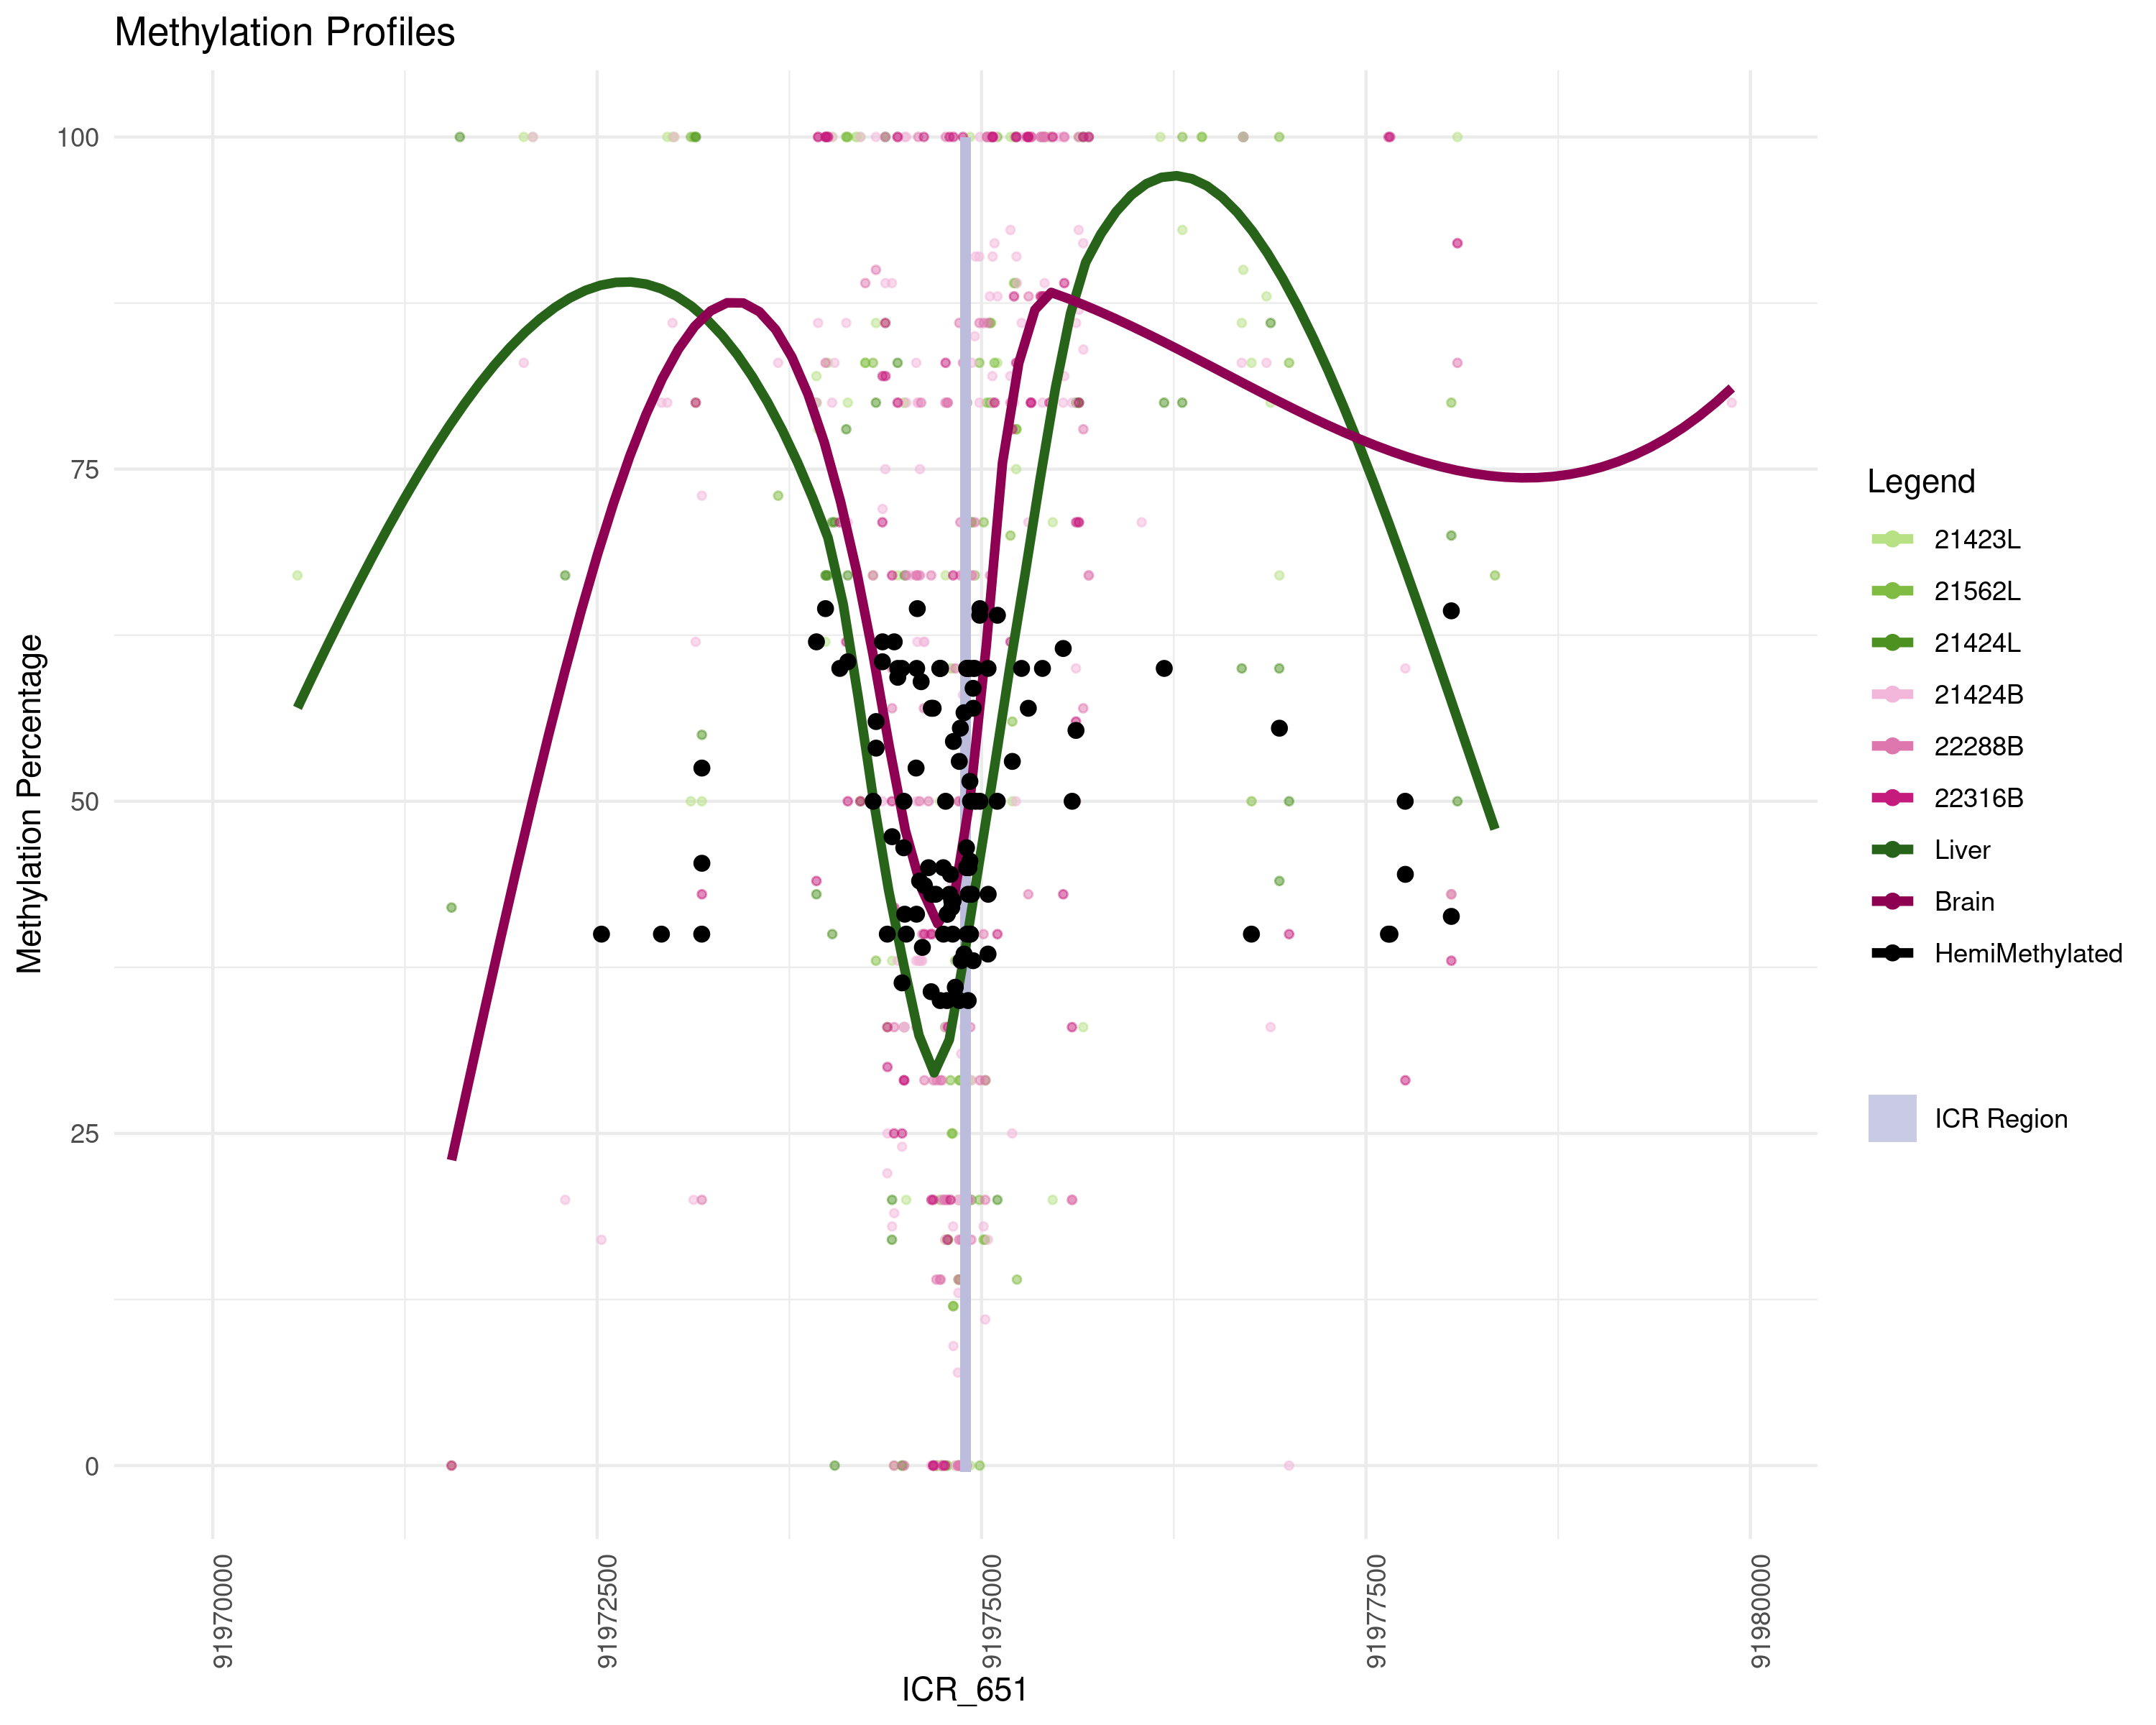 Methylation Profiles
100
75
50
25
0
Methylation Percentage
91970000
91972500
91975000
91977500
91980000
ICR_651
Legend
21423L
21562L
21424L
21424B
22288B
22316B
Liver
Brain
HemiMethylated
ICR Region